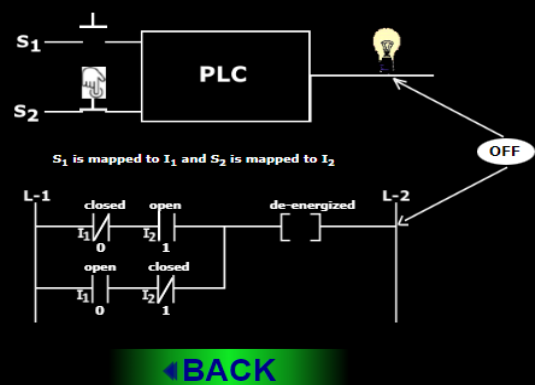 S1
PLC
S2
OFF
S1 is mapped to I1 and S2 is mapped to I2
L-1 L-2
closed open de-energized
I1 I2
0 1
open closed
I1 I2
0 1
BACK